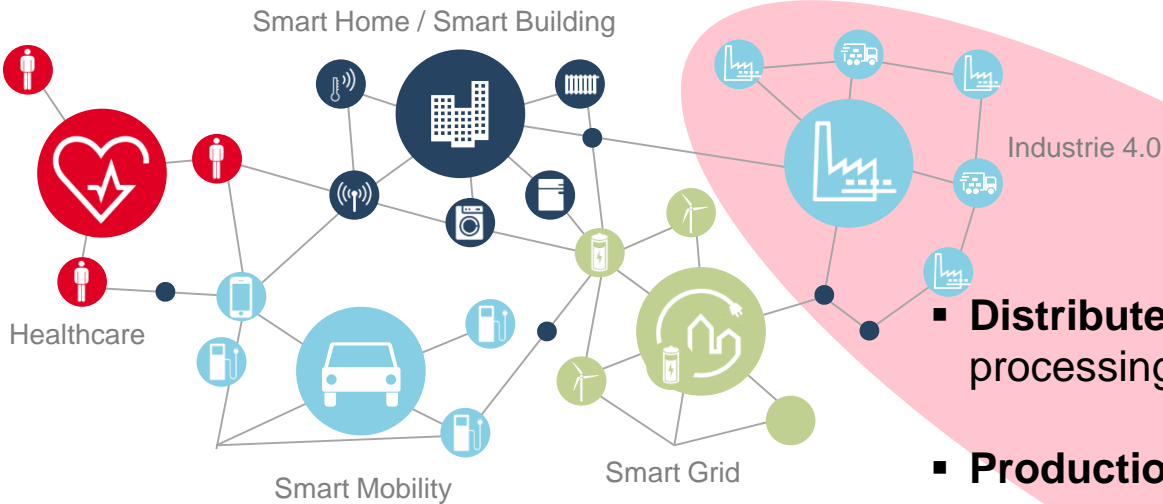 Smart Home / Smart Building
Industrie 4.0
Healthcare
▪ Distribute
processing
▪ Productio
Smart Grid
Smart Mobility